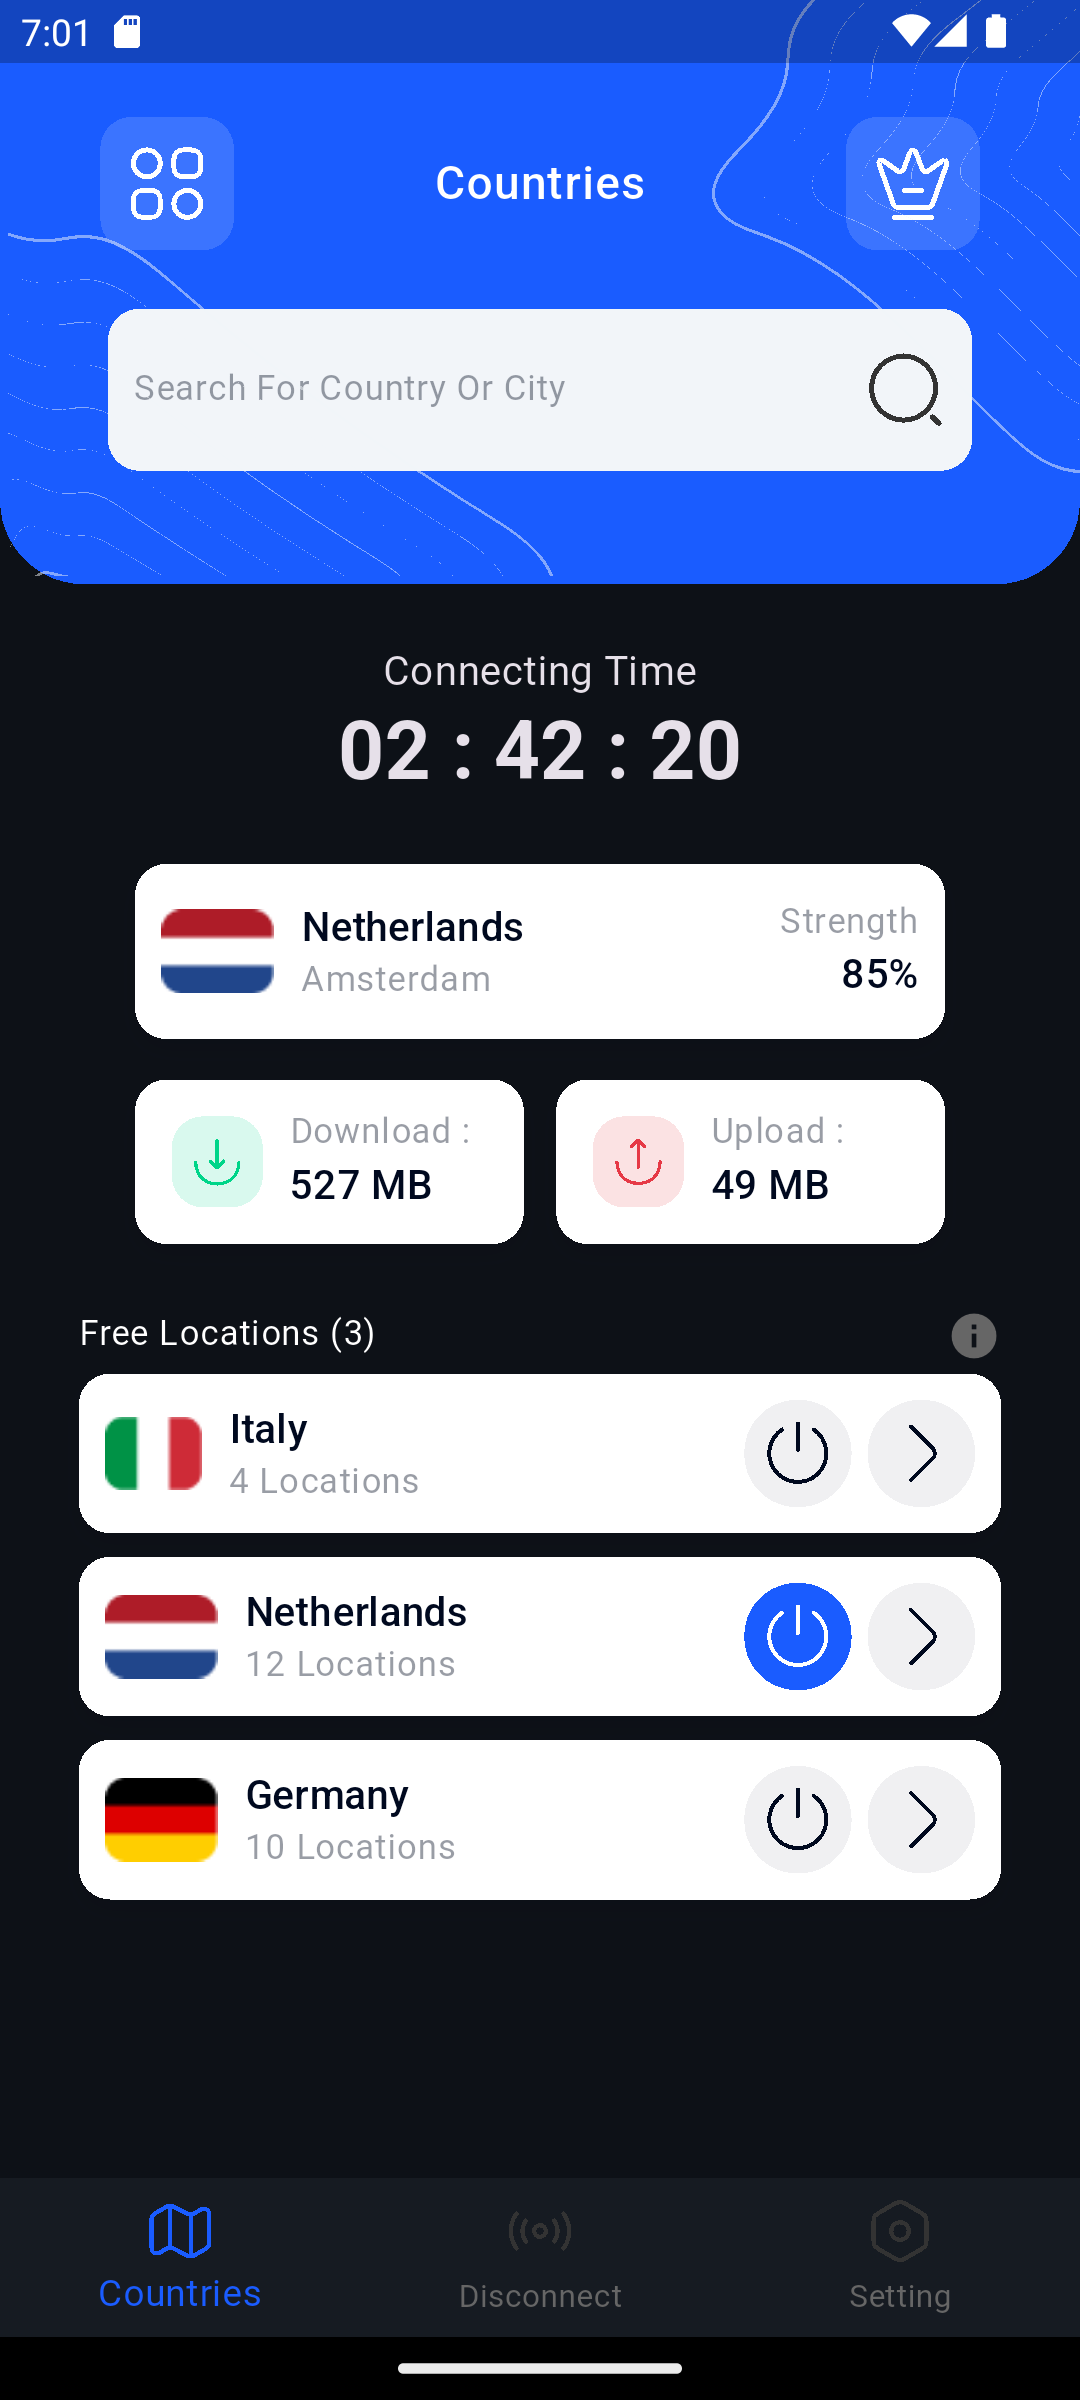 7:01
Countries
Search For Country Or City
Connecting Time
02 : 42 : 20
Netherlands
Amsterdam
Strength
85%
Download :
527 MB
Upload :
49 MB
Free Locations (3)
Italy
4 Locations
Netherlands
12 Locations
Germany
10 Locations
Countries
Disconnect
Setting